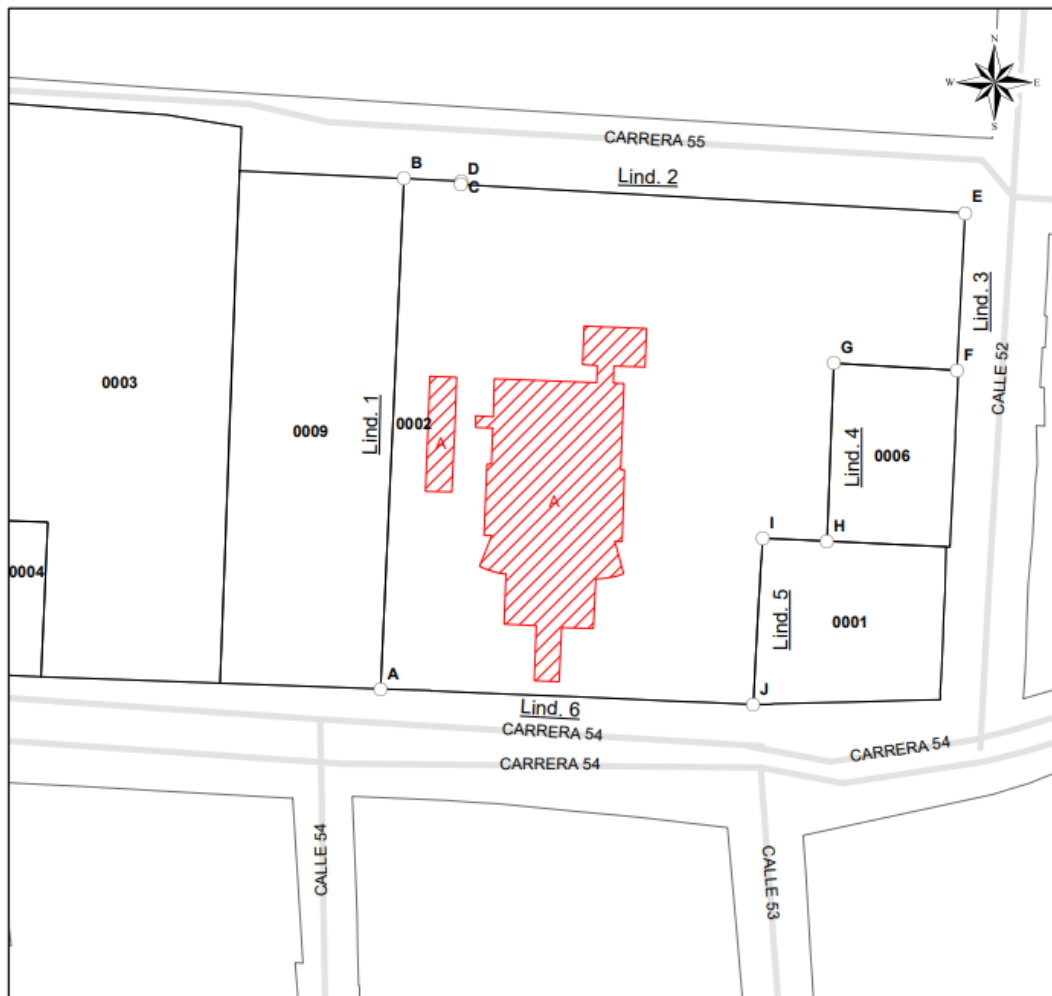 N
W E
S
CARRERA 55
B
D
C
Lind. 2
E
Lind. 3
G
F
CALLE 52
0003
0009
Lind. 1
0002
A
Lind. 4
0006
A
I
H
0004
Lind. 5
0001
A
J
Lind. 6
CARRERA 54
CARRERA 54
CARRERA 54
CALLE 54
CALLE 53